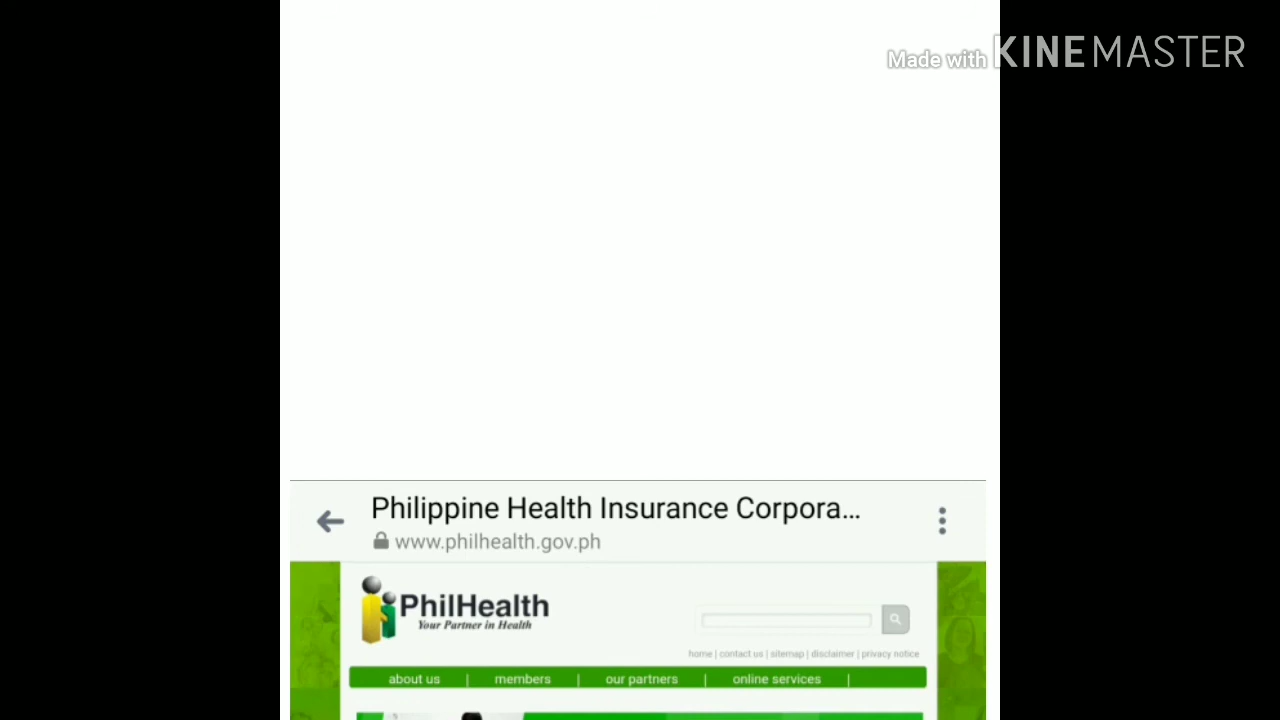 Made with KINEMASTER
Philippine Health Insurance Corpora...
www.philhealth.gov.ph
PhilHealth
Your Partner in Health
home | contact us | sitemap | disclaimer | privacy notice
about us | members | our partners | online services |